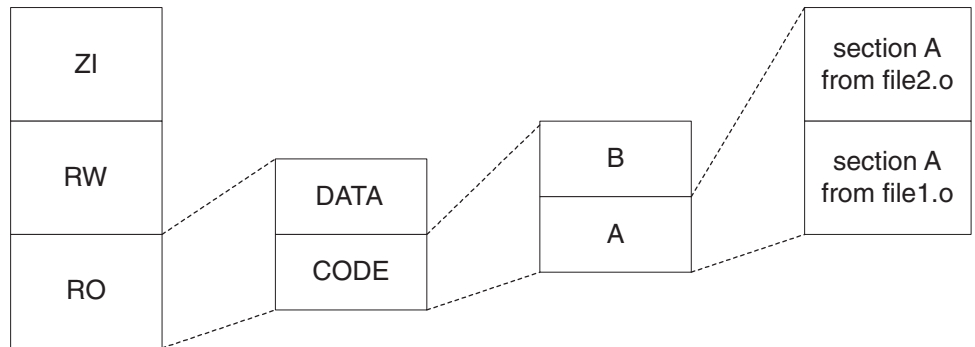 ZI
RW
RO
DATA
CODE
B
A
section A
from file2.o
section A
from file1.o